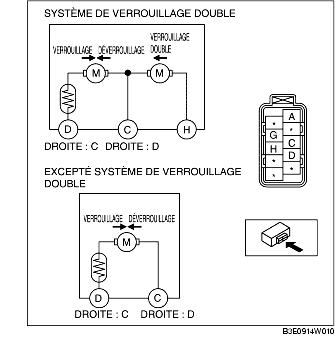 SYSTÈME DE VERROUILLAGE DOUBLE
VERROUILLAGE
DOUBLE
VERROUILLAGE DÉVERROUILLAGE
M M
D C H
DROITE : C DROITE : D
A
*
G
C
H
D
*
*
*
EXCEPTÉ SYSTÈME DE VERROUILLAGE
DOUBLE
VERROUILLAGE DÉVERROUILLAGE
M
D C
DROITE : C DROITE : D
B3E0914W010